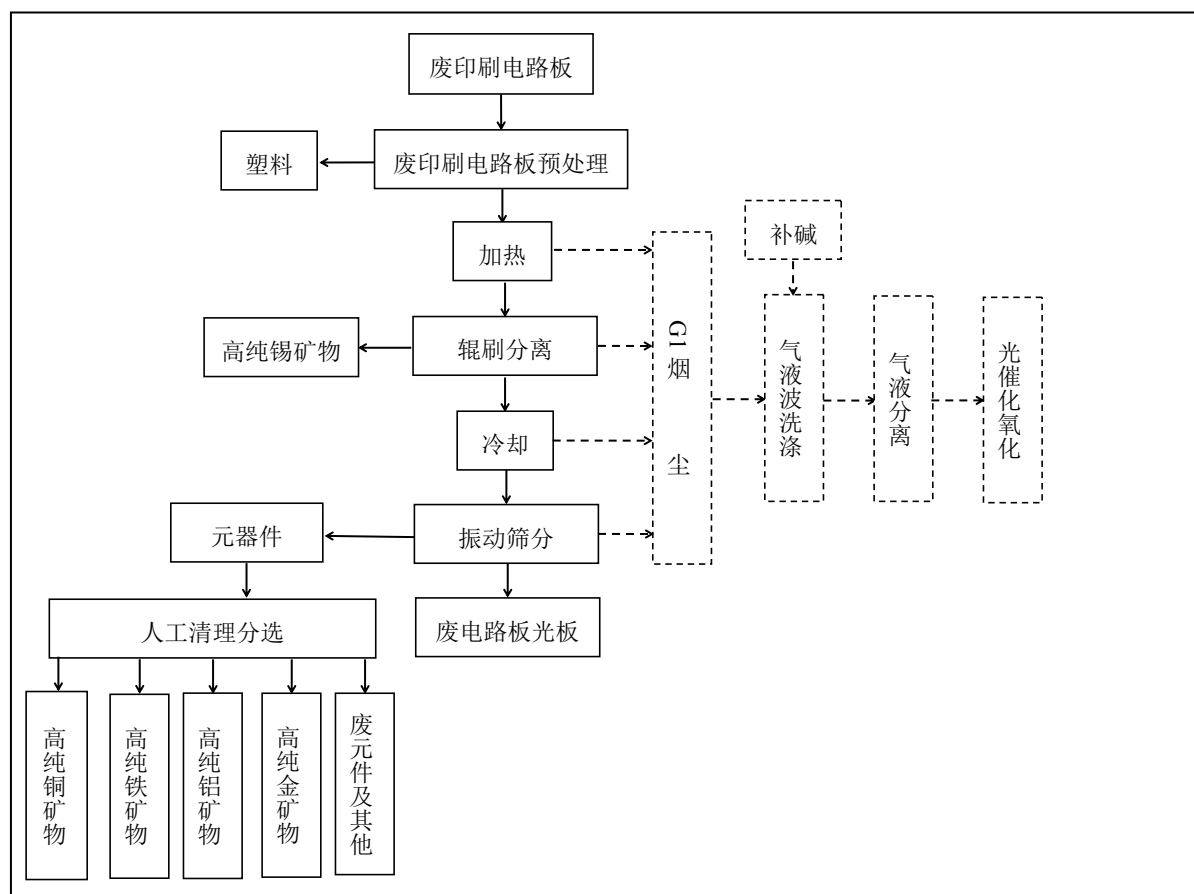 废印刷电路板
塑料
废印刷电路板预处理
加热
补碱
高纯锡矿物
辊刷分离
G1烟 尘
气液波洗涤
气液分离
光催化氧化
冷却
元器件
振动筛分
人工清理分选
废电路板光板
高纯铜矿物
高纯铁矿物
高纯铝矿物
高纯金矿物
废元件及其他